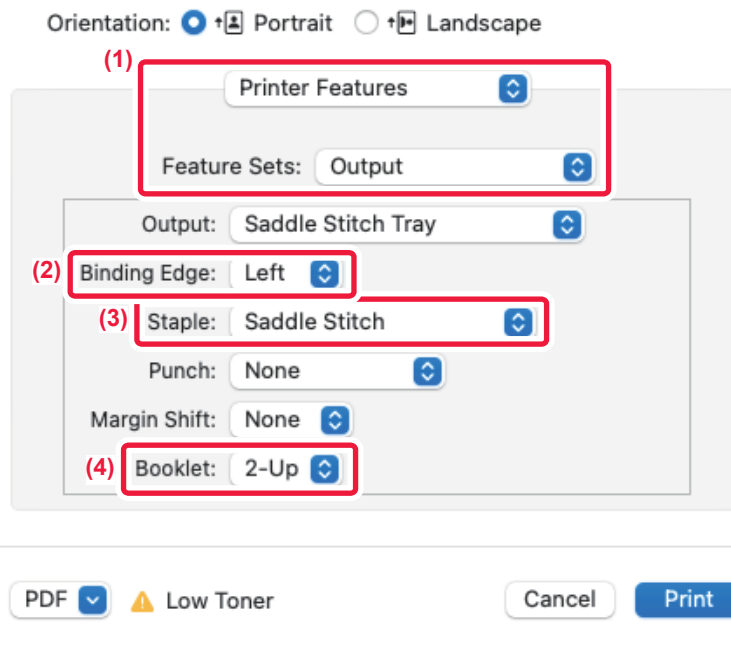 Orientation: Portrait Landscape
(1)
Printer Features
Feature Sets: Output
Output: Saddle Stitch Tray
(2) Binding Edge: Left
(3) Staple: Saddle Stitch
Punch: None
Margin Shift: None
(4) Booklet: 2-Up
PDF Low Toner Cancel Print